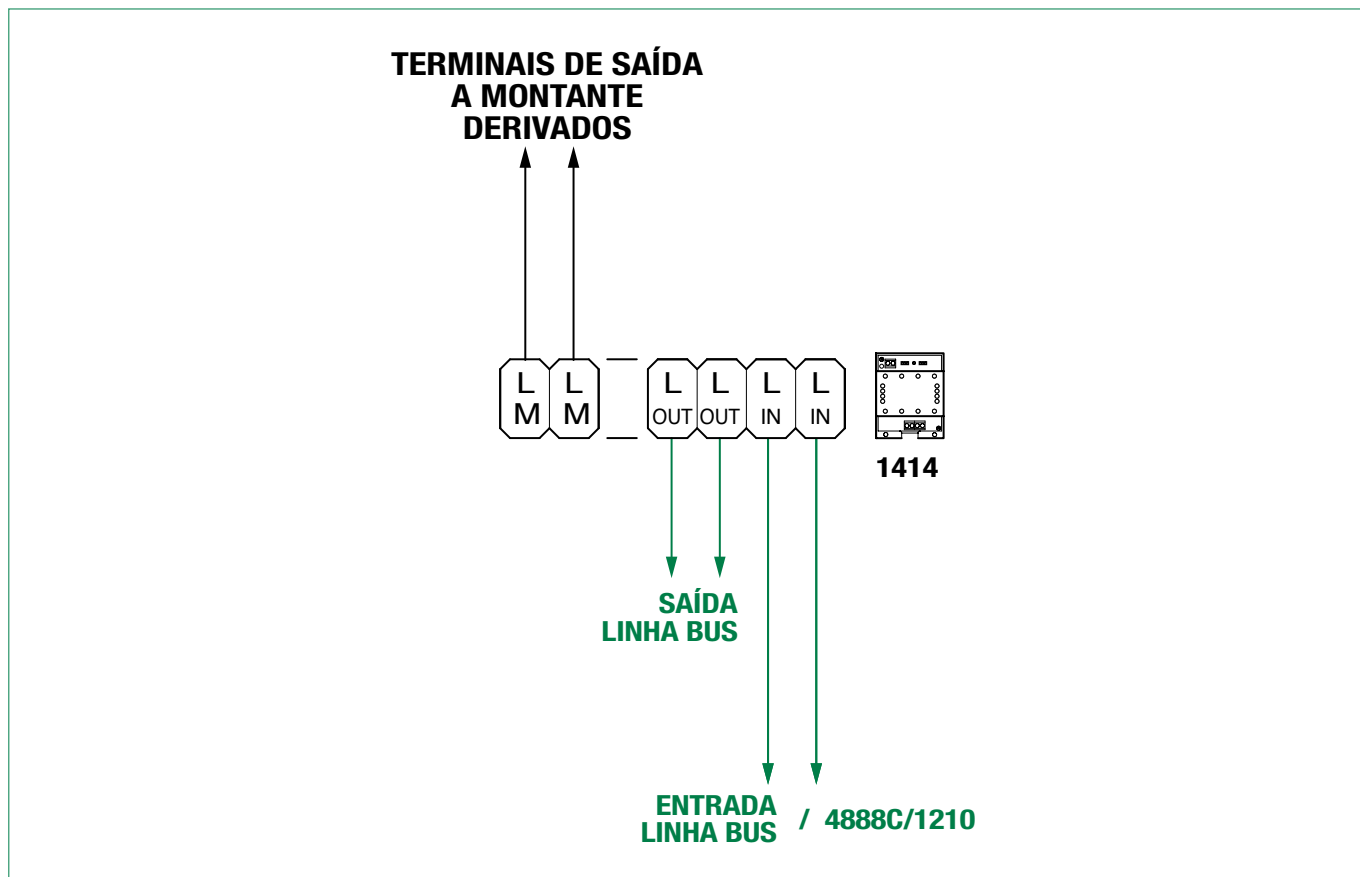 TERMINAIS DE SAÍDA
A MONTANTE
DERIVADOS
L L L L L L
M M OUT OUT IN IN
1414
SAÍDA
LINHA BUS
ENTRADA
LINHA BUS / 4888C/1210